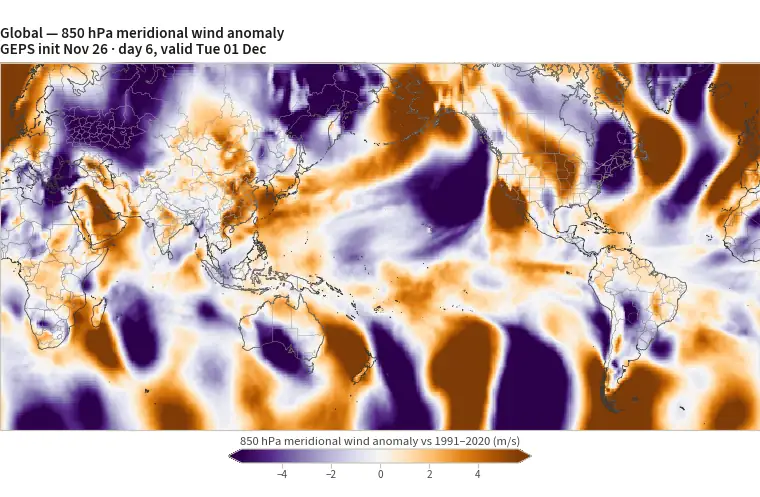 Global — 850 hPa meridional wind anomaly
GEPS init Nov 26 · day 6, valid Tue 01 Dec
850 hPa meridional wind anomaly vs 1991–2020 (m/s)
−4 −2 0 2 4